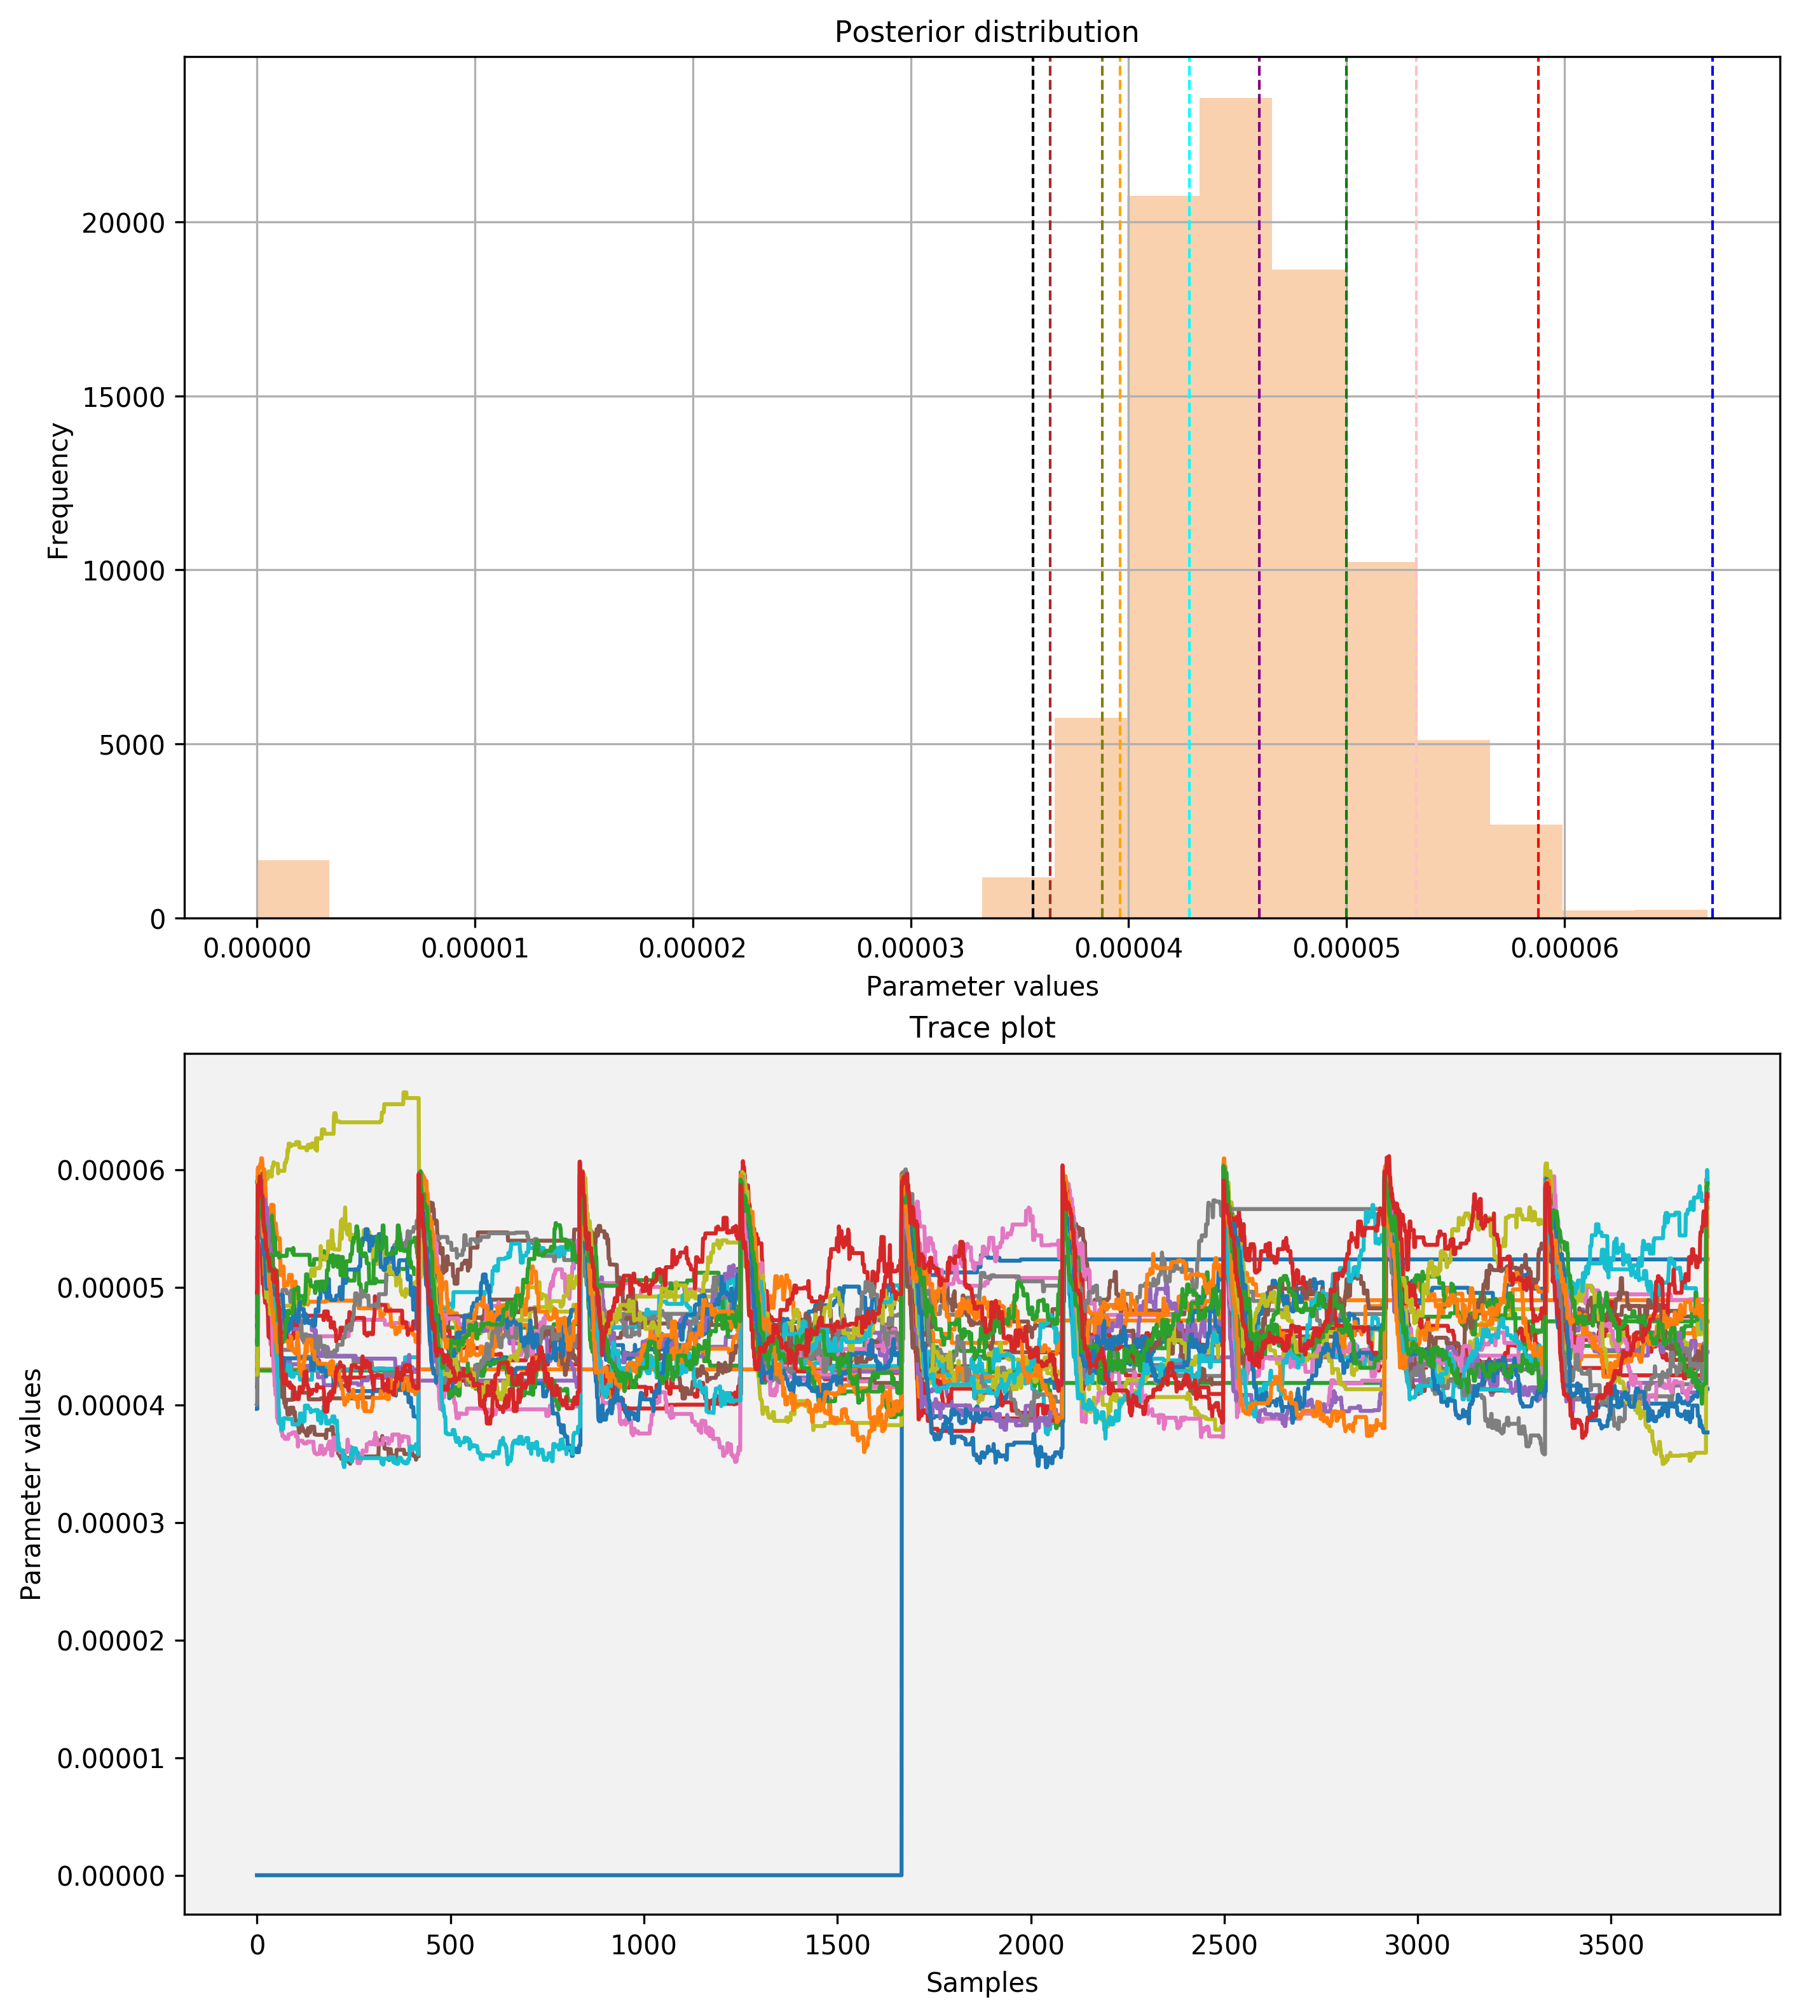 Posterior distribution
20000
15000
10000
5000
0
Frequency
0.00000 0.00001 0.00002 0.00003 0.00004 0.00005 0.00006
Parameter values
Trace plot
0.00006
0.00005
0.00004
0.00003
0.00002
0.00001
0.00000
Parameter values
0 500 1000 1500 2000 2500 3000 3500
Samples